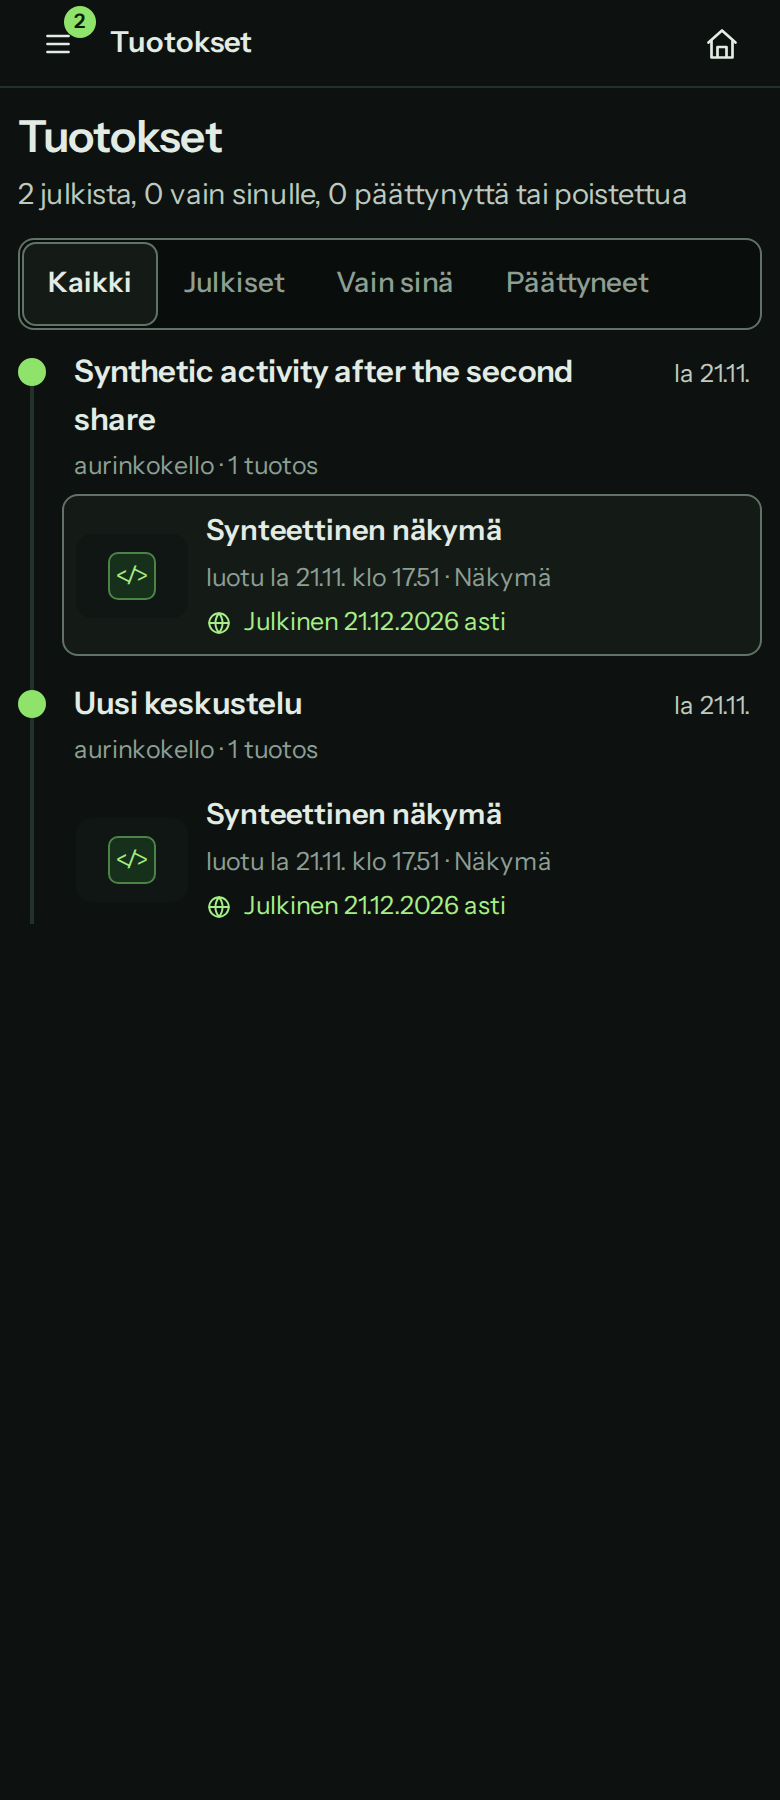 2
Tuotokset
Tuotokset
2 julkista, 0 vain sinulle, 0 päättynyttä tai poistettua
Kaikki Julkiset Vain sinä Päättyneet
Synthetic activity after the second la 21.11.
share
aurinkokello · 1 tuotos
Synteettinen näkymä
</> luotu la 21.11. klo 17.51 · Näkymä
Julkinen 21.12.2026 asti
Uusi keskustelu la 21.11.
aurinkokello · 1 tuotos
Synteettinen näkymä
</> luotu la 21.11. klo 17.51 · Näkymä
Julkinen 21.12.2026 asti